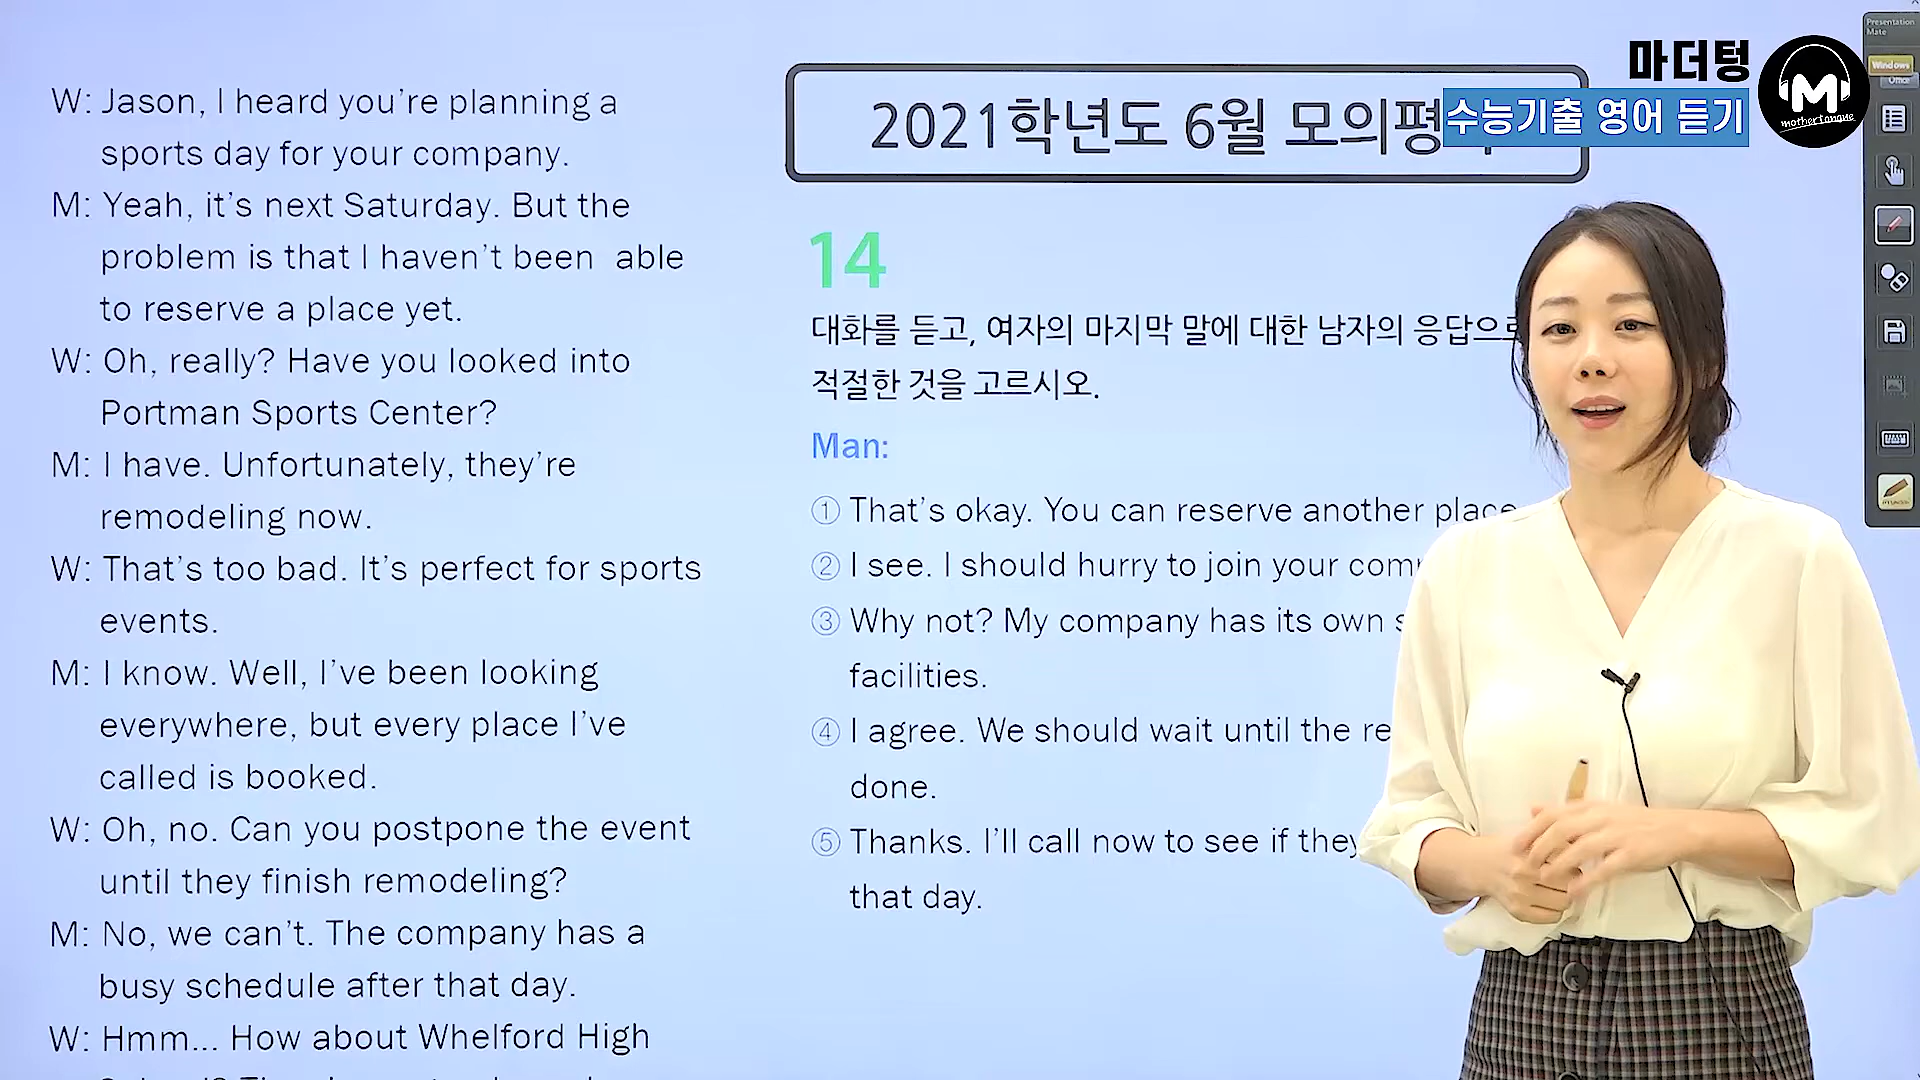 W: Jason, I heard you're planning a
sports day for your company.
M: Yeah, it's next Saturday. But the
problem is that I haven't been able
to reserve a place yet.
W: Oh, really? Have you looked into
Portman Sports Center?
M: I have. Unfortunately, they're
remodeling now.
W: That's too bad. It's perfect for sports
events.
M: I know. Well, I've been looking
everywhere, but every place I've
called is booked.
W: Oh, no. Can you postpone the event
until they finish remodeling?
M: No, we can't. The company has a
busy schedule after that day.
W: Hmm... How about Whelford High
2021학년도 6월
마더텅
수능기출 영어 듣기
M
mothertongue
14
대화를 듣고, 여자의 마지막 말에 대한 남자의 응답으로
적절한 것을 고르시오.
Man:
① That's okay. You can reserve another place
② I see. I should hurry to join your
③ Why not? My company has its own
facilities.
④ I agree. We should wait until the
done.
⑤ Thanks. I'll call now to see if they
that day.
Presentation
Mate
Windows
Office